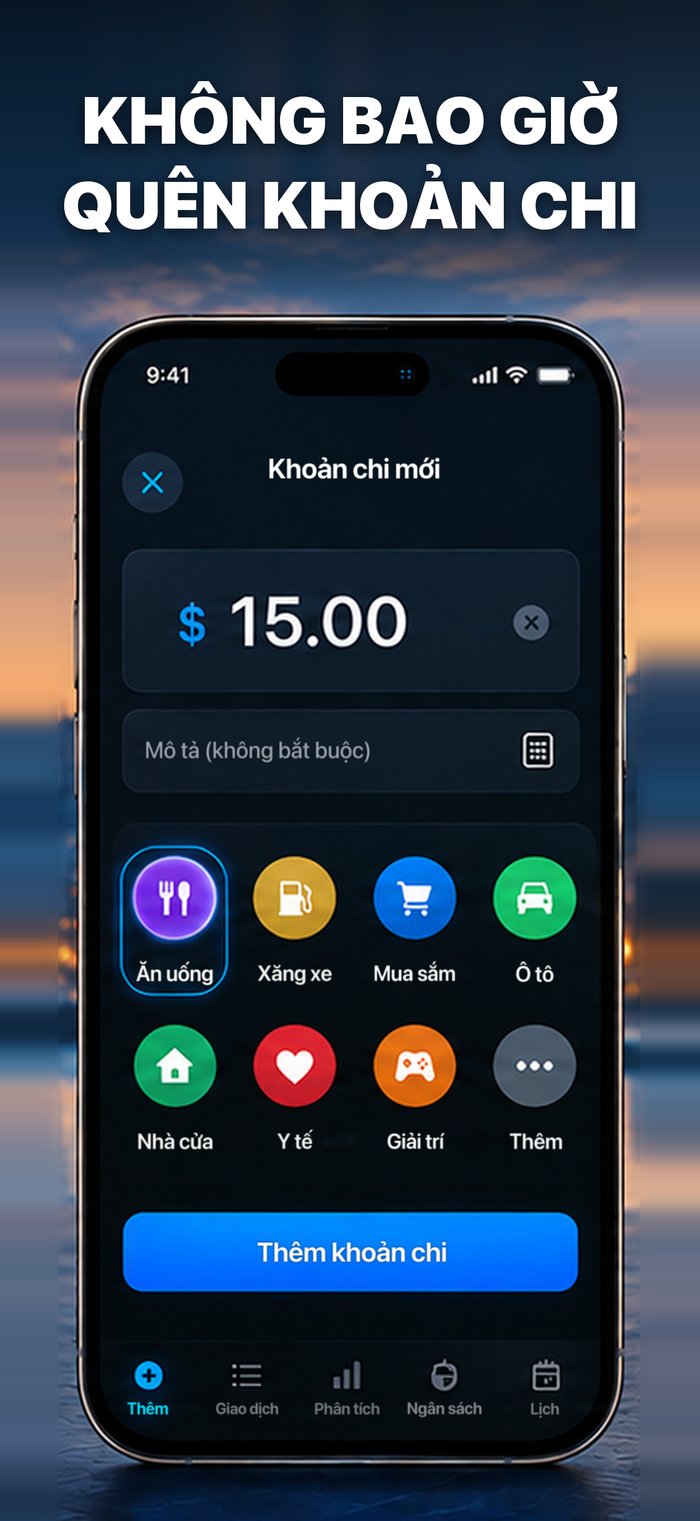 KHÔNG BAO GIỜ
QUÊN KHOẢN CHI
9:41
Khoản chi mới
$ 15.00
Mô tả (không bắt buộc)
Ăn uống Xăng xe Mua sắm Ô tô
Nhà cửa Y tế Giải trí Thêm
Thêm khoản chi
Thêm Giao dịch Phân tích Ngân sách Lịch